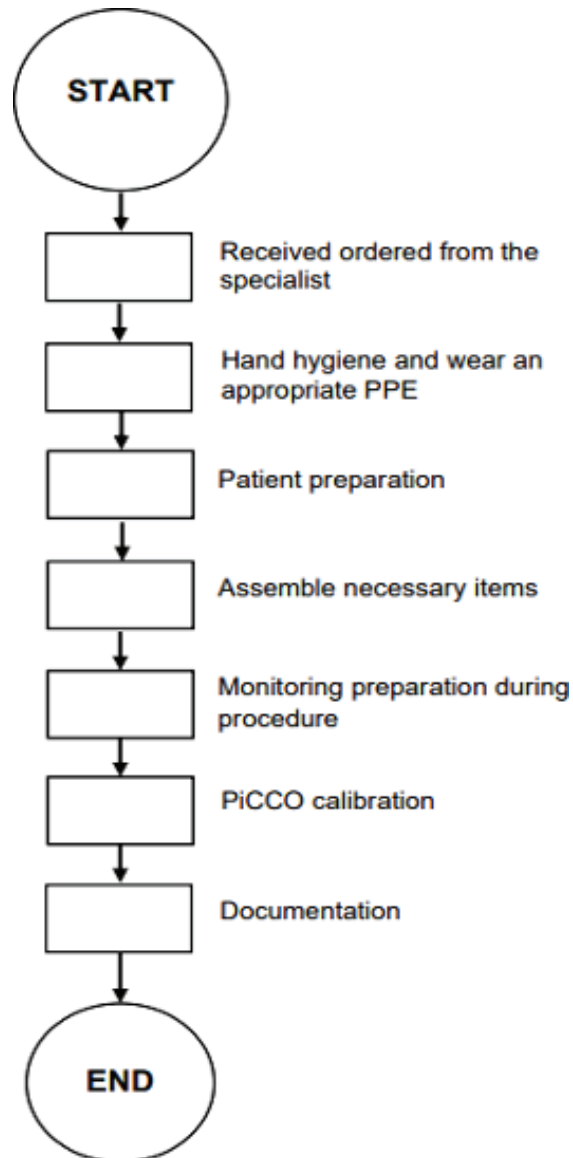 START
Received ordered from the
specialist
Hand hygiene and wear an
appropriate PPE
Patient preparation
Assemble necessary items
Monitoring preparation during
procedure
PiCCO calibration
Documentation
END